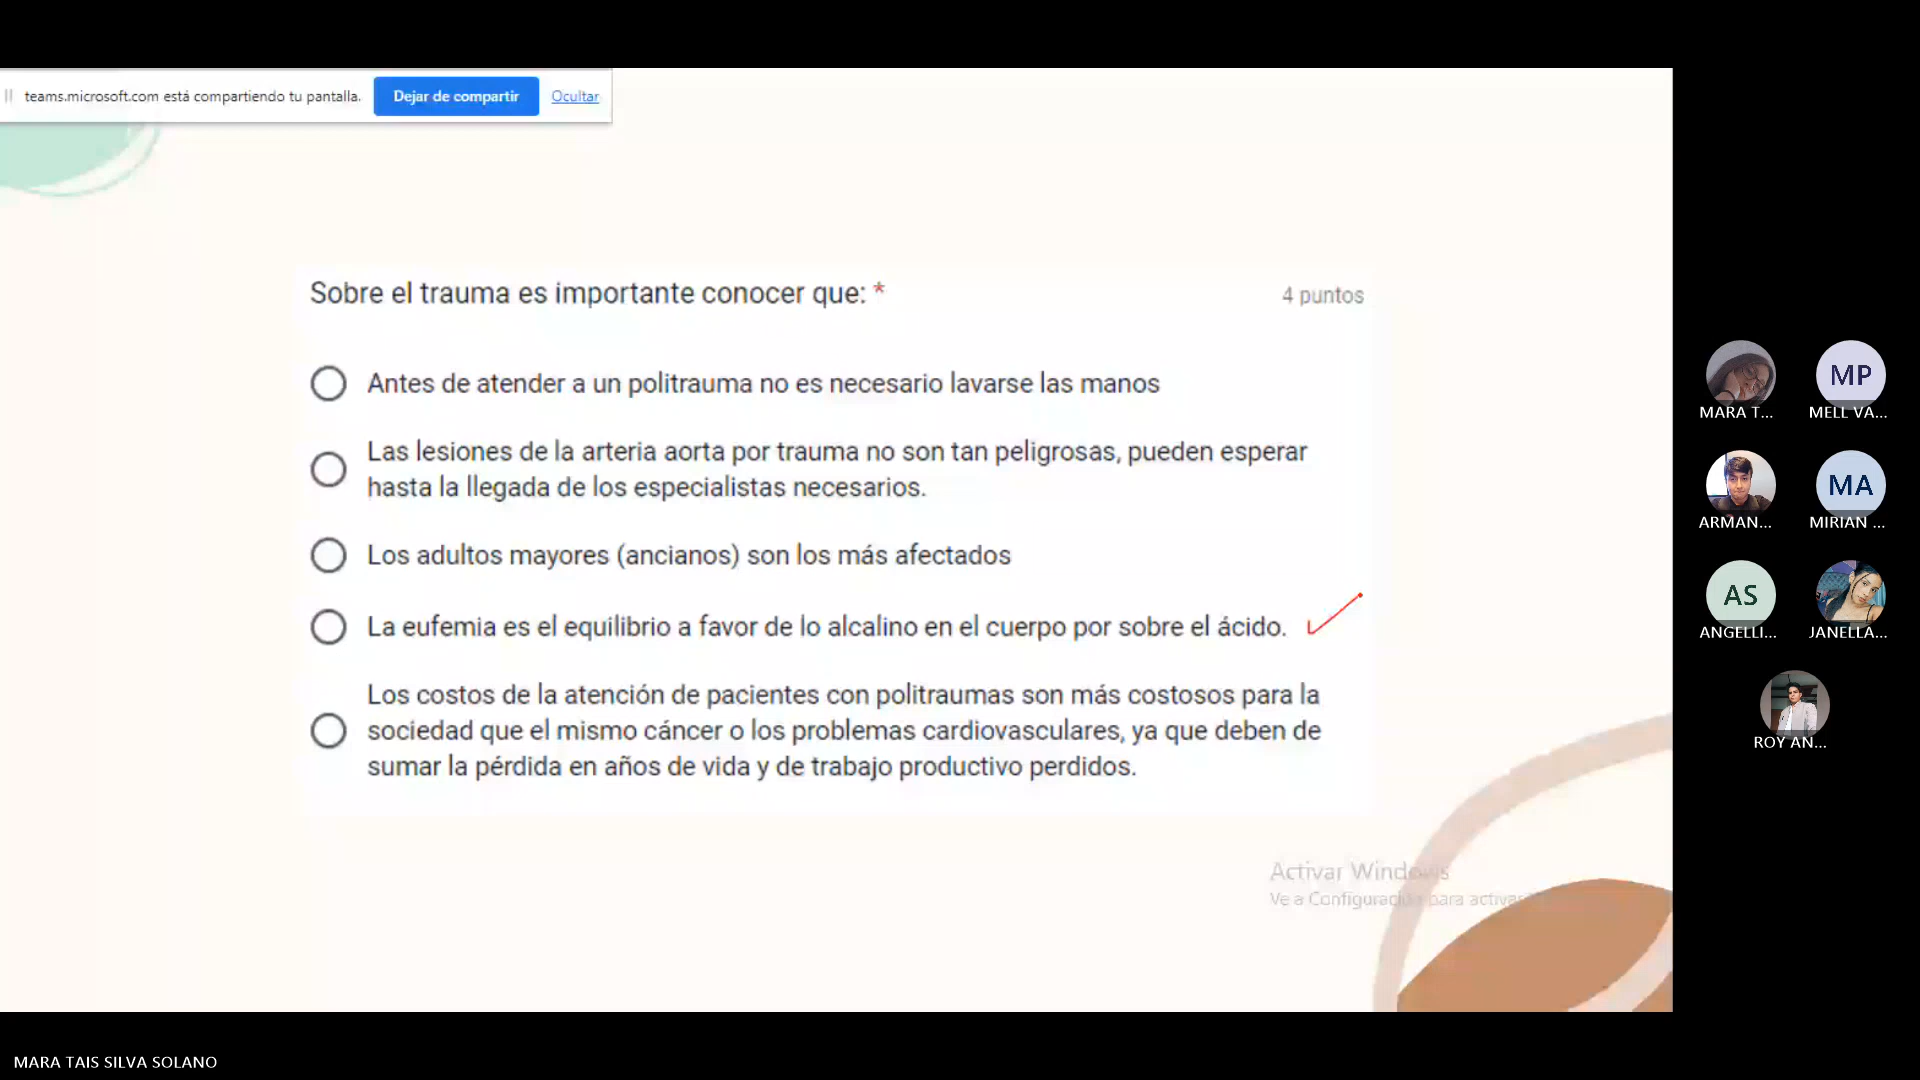 teams.microsoft.com está compartiendo tu pantalla.
Dejar de compartir
Ocultar
Sobre el trauma es importante conocer que: *
4 puntos
Antes de atender a un politrauma no es necesario lavarse las manos
Las lesiones de la arteria aorta por trauma no son tan peligrosas, pueden esperar
hasta la llegada de los especialistas necesarios.
Los adultos mayores (ancianos) son los más afectados
La eufemia es el equilibrio a favor de lo alcalino en el cuerpo por sobre el ácido.
Los costos de la atención de pacientes con politraumas son más costosos para la
sociedad que el mismo cáncer o los problemas cardiovasculares, ya que deben de
sumar la pérdida en años de vida y de trabajo productivo perdidos.
Activar Windows
Ve a Configuración para activar
MARA T...
MP
MELL VA...
ARMAN...
MA
MIRIAN ...
AS
ANGELLI...
JANELLA...
ROY AN...
MARA TAIS SILVA SOLANO